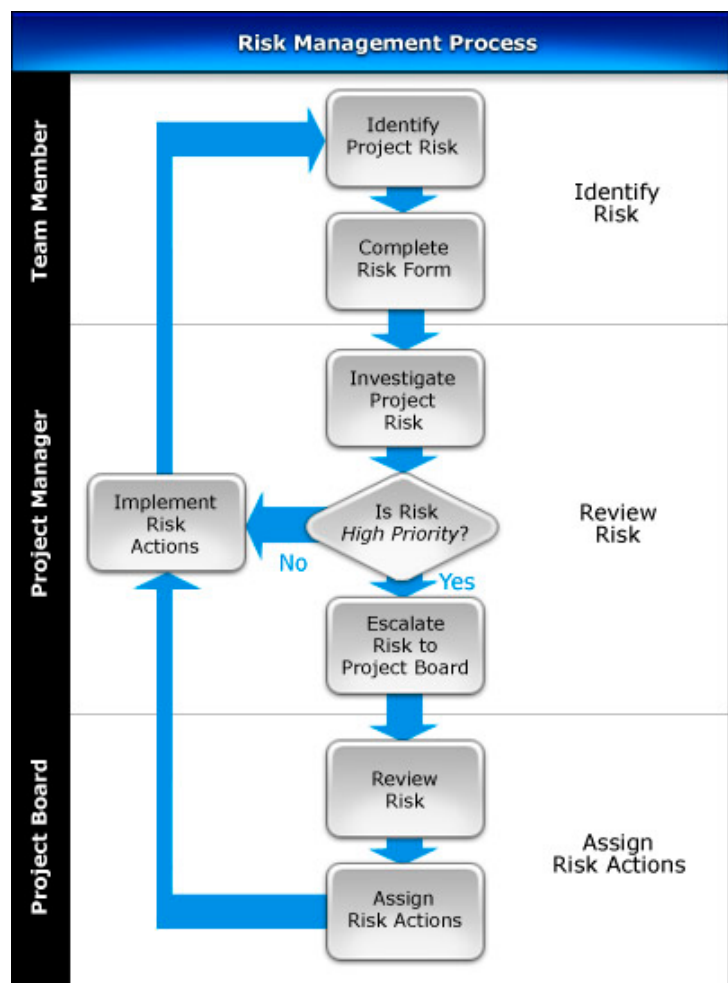 Risk Management Process
Team Member
Identify
Project Risk
Complete
Risk Form
Identify
Risk
Project Manager
Investigate
Project
Risk
Implement
Risk
Actions
Is Risk
High Priority?
No
Yes
Escalate
Risk to
Project Board
Review
Risk
Project Board
Review
Risk
Assign
Risk Actions
Assign
Risk Actions